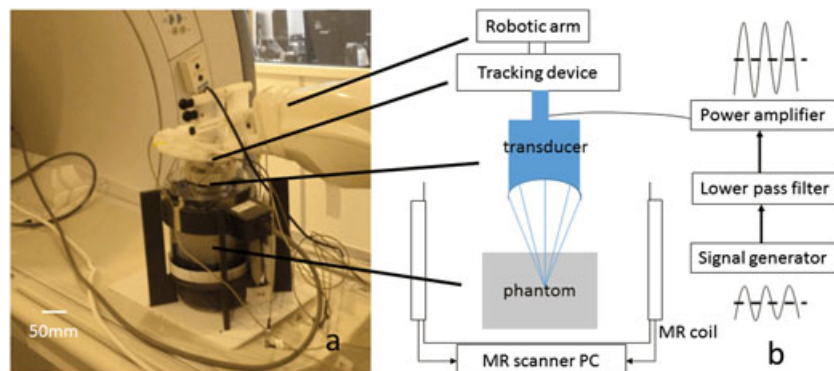 Robotic arm
Tracking device
transducer
phantom
MR coil
MR scanner PC
Power amplifier
Lower pass filter
Signal generator
50mm
a
b